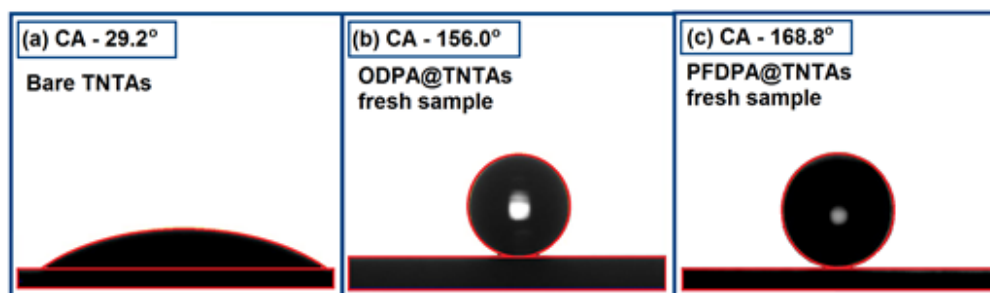 (a) CA - 29.2°
Bare TNTAs
(b) CA - 156.0°
ODPA@TNTAs
fresh sample
(c) CA - 168.8°
PFDPA@TNTAs
fresh sample